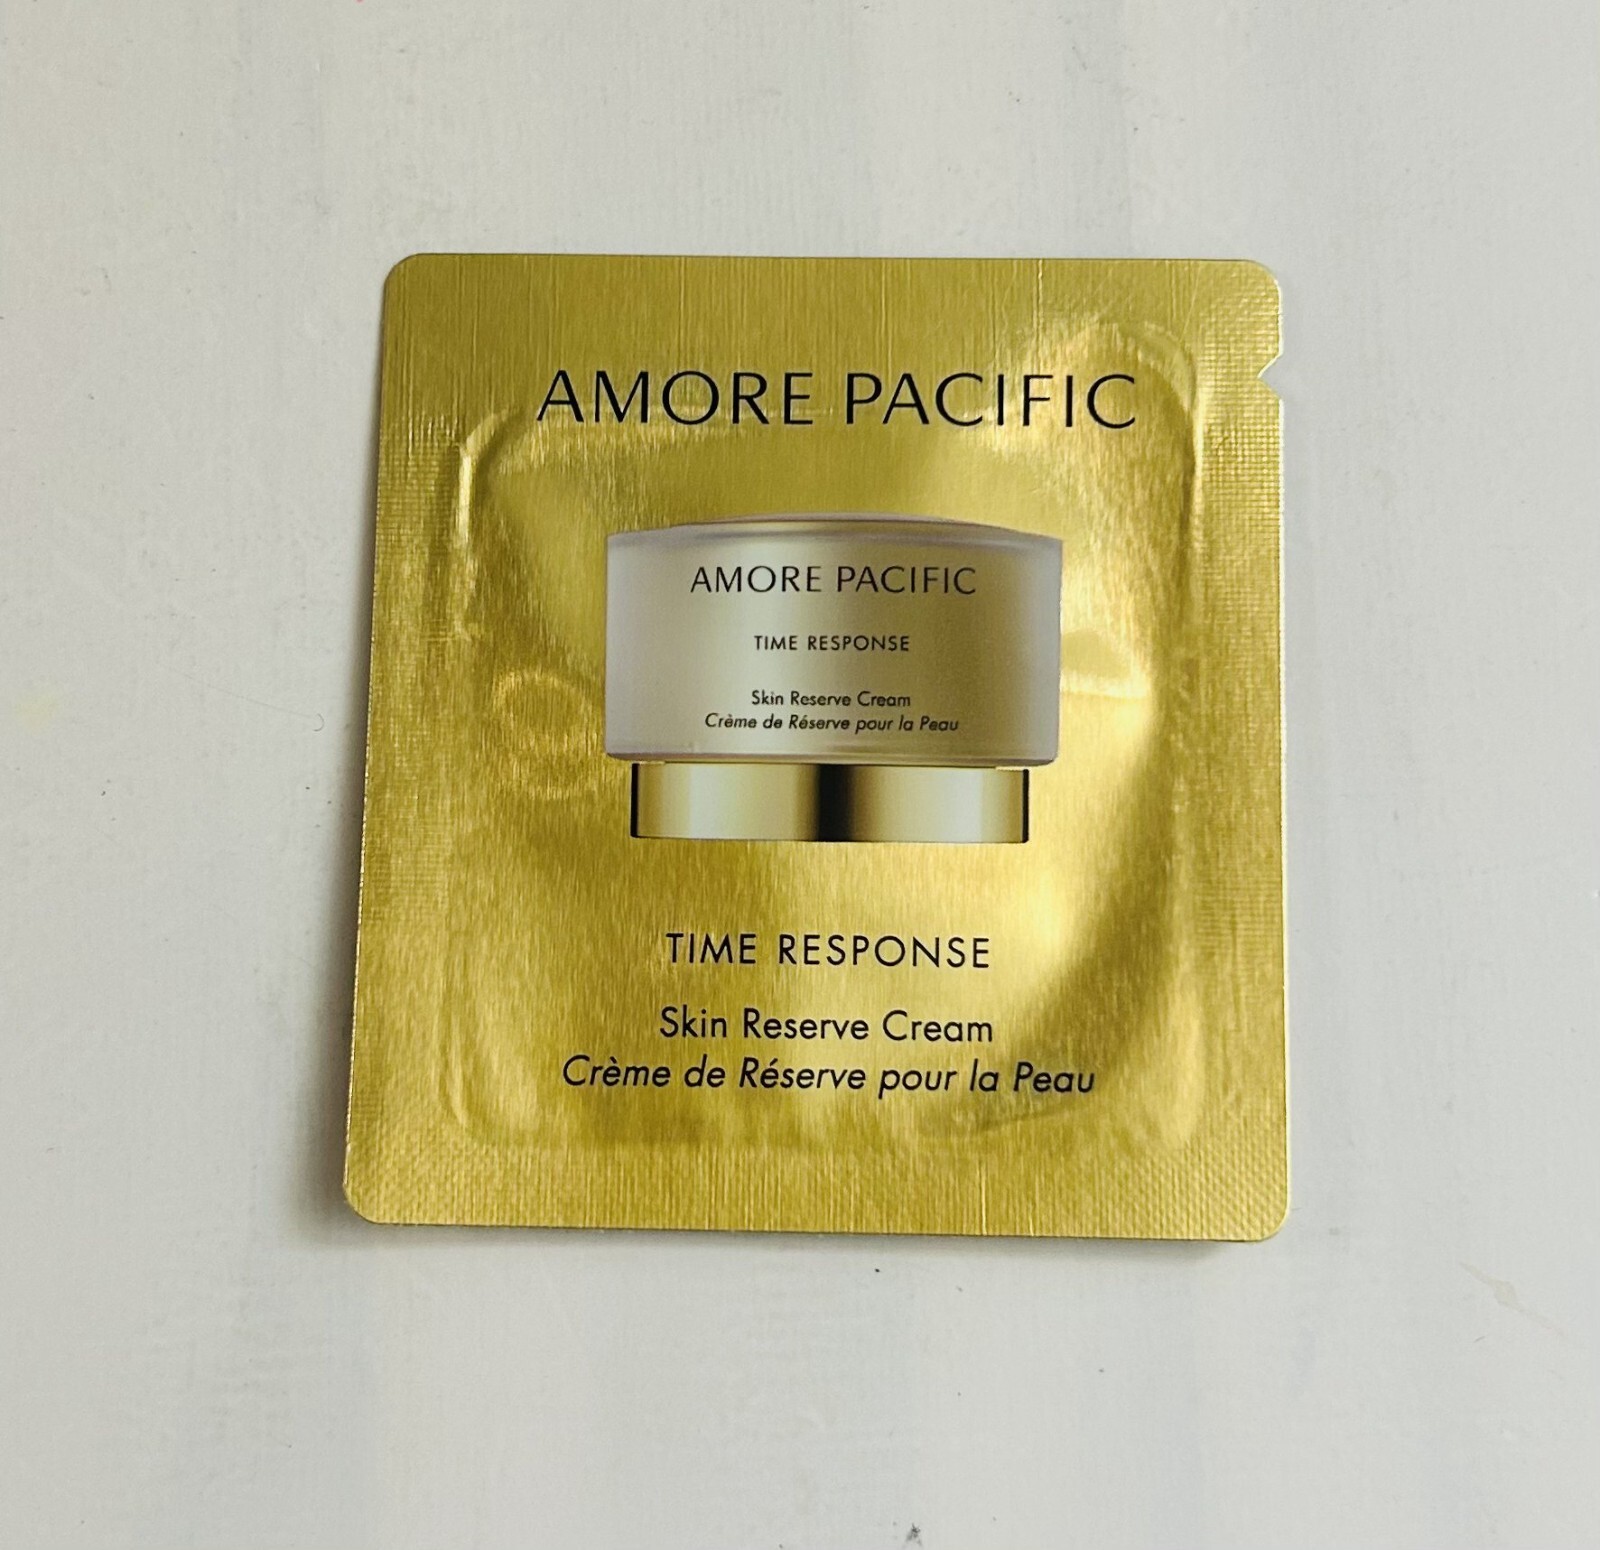 AMORE PACIFIC
AMORE PACIFIC
TIME RESPONSE
Skin Reserve Cream
Crème de Réserve pour la Peau
TIME RESPONSE
Skin Reserve Cream
Crème de Réserve pour la Peau